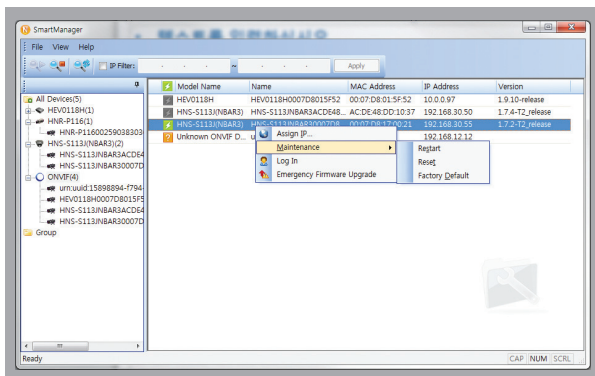 SmartManager
File View Help
IP Filter: . . . ~ . . . Apply
Model Name Name MAC Address IP Address Version
All Devices(5)
HEV0118H(1)
HNR-P116(1)
HNR-P11600259038303
HNS-S113J(NBAR3)(2)
HNS-S113JNBAR3ACDE4
HNS-S113JNBAR30007D
ONVIF(4)
urn:uuid:15898894-f794-
HEV0118H0007D8015F5
HNS-S113JNBAR3ACDE4
HNS-S113JNBAR30007D
Group
HEV0118H HEV0118H0007D8015F52 00:07:D8:01:5F:52 10.0.0.97 1.9.10-release
HNS-S113J(NBAR3) HNS-S113JNBAR3ACDE48... AC:DE:48:DD:10:37 192.168.30.50 1.7.4-T2_release
HNS-S113J(NBAR3) HNS-S113JNBAR30007D8... 00:07:D8:17:00:21 192.168.30.55 1.7.2-T2_release
Unknown ONVIF D... 192.168.12.12
Assign IP...
Maintenance
Log In
Emergency Firmware Upgrade
Restart
Reset
Factory Default
Ready CAP NUM SCRL